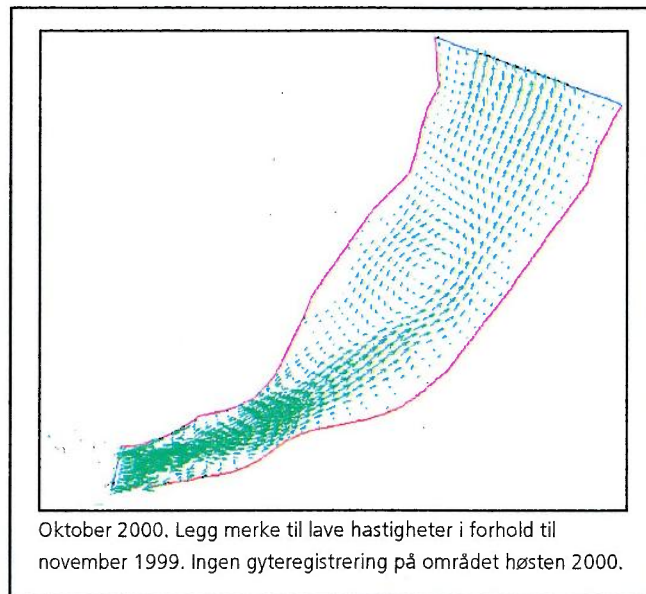 Oktober 2000. Legg merke til lave hastigheter i forhold til
november 1999. Ingen gyteregistrering på området høsten 2000.